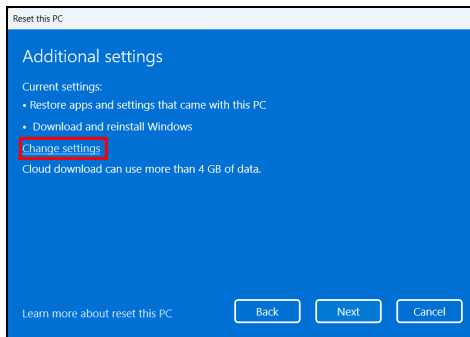 Reset this PC
Additional settings
Current settings:
• Restore apps and settings that came with this PC
• Download and reinstall Windows
Change settings
Cloud download can use more than 4 GB of data.
Learn more about reset this PC
Back
Next
Cancel